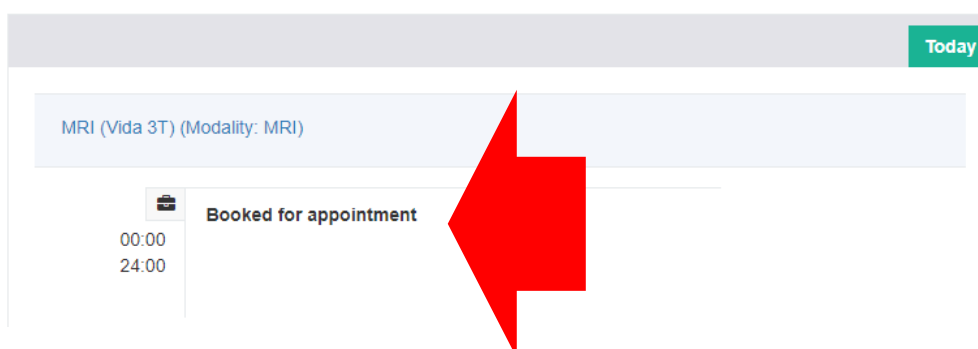 Today
MRI (Vida 3T) (Modality: MRI)
Booked for appointment
00:00
24:00